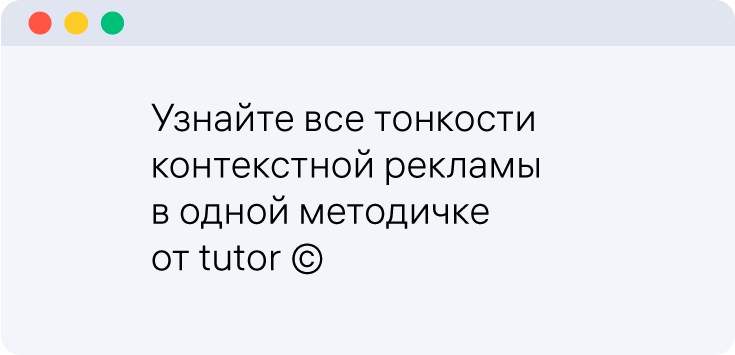 Узнайте все тонкости
контекстной рекламы
в одной методичке
от tutor ©